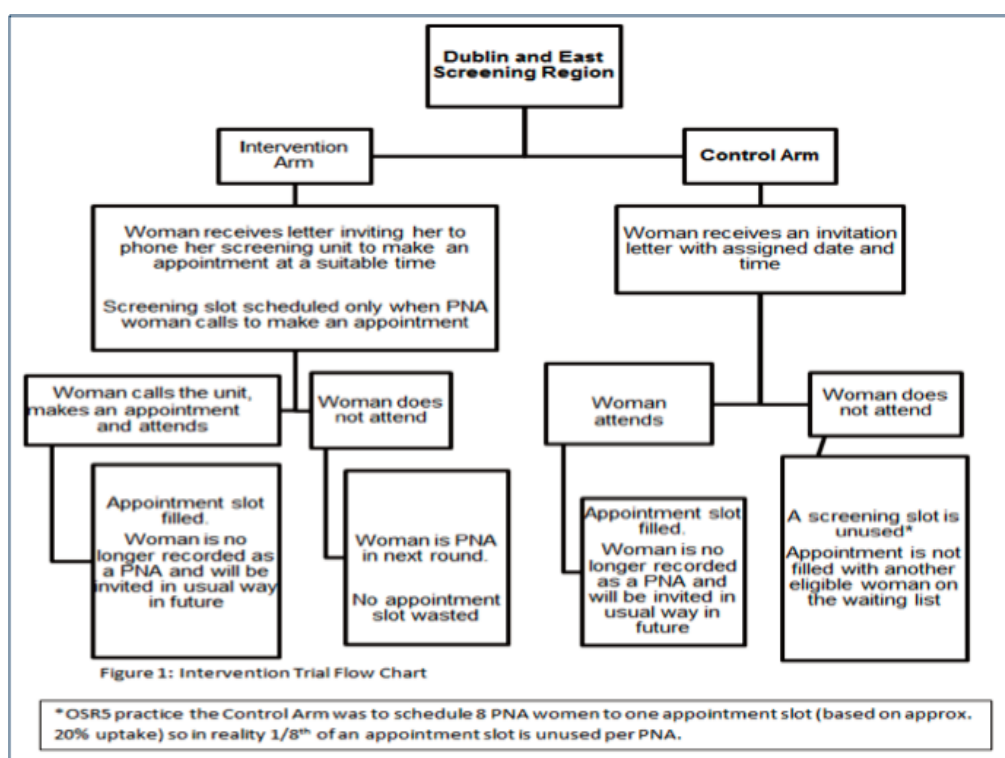 Dublin and East
Screening Region
Intervention
Arm
Control Arm
Woman receives letter inviting her to
phone her screening unit to make an
appointment at a suitable time
Screening slot scheduled only when PNA
woman calls to make an appointment
Woman receives an invitation
letter with assigned date and
time
Woman calls the unit,
makes an appointment
and attends
Woman does
not attend
Woman
attends
Woman does
not attend
Appointment slot
filled.
Woman is no
longer recorded as
a PNA and will be
invited in usual way
in future
Woman is PNA
in next round.
No appointment
slot wasted
Appointment slot
filled.
Woman is no
longer recorded
as a PNA and
will be invited in
usual way in
future
A screening slot is
unused*
Appointment is not
filled with another
eligible woman on
the waiting list
Figure 1: Intervention Trial Flow Chart
*OSR5 practice the Control Arm was to schedule 8 PNA women to one appointment slot (based on approx.
20% uptake) so in reality 1/8th of an appointment slot is unused per PNA.